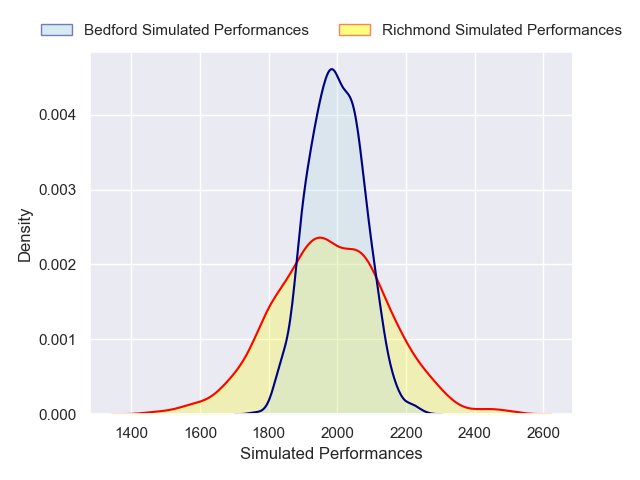 Bedford Simulated Performances
Richmond Simulated Performances
0.004
0.003
0.002
0.001
0.000
Density
1400 1600 1800 2000 2200 2400 2600
Simulated Performances